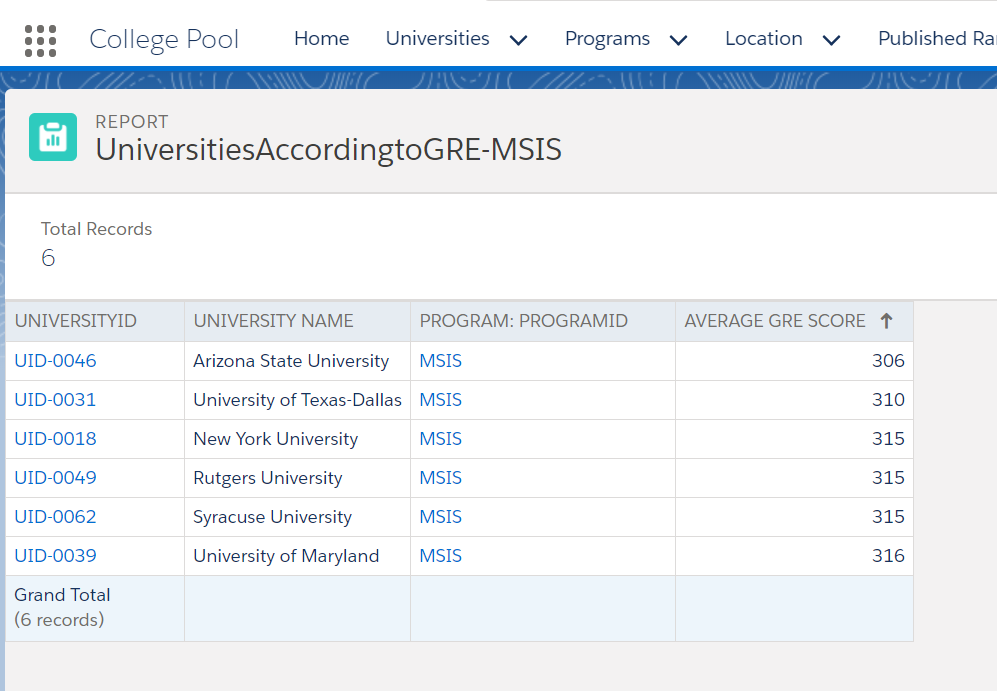 College Pool Home Universities Programs Location Published
REPORT
UniversitiesAccordingtoGRE-MSIS
Total Records
6
UNIVERSITYID UNIVERSITY NAME PROGRAM: PROGRAMID AVERAGE GRE SCORE ↑
UID-0046 Arizona State University MSIS 306
UID-0031 University of Texas-Dallas MSIS 310
UID-0018 New York University MSIS 315
UID-0049 Rutgers University MSIS 315
UID-0062 Syracuse University MSIS 315
UID-0039 University of Maryland MSIS 316
Grand Total
(6 records)